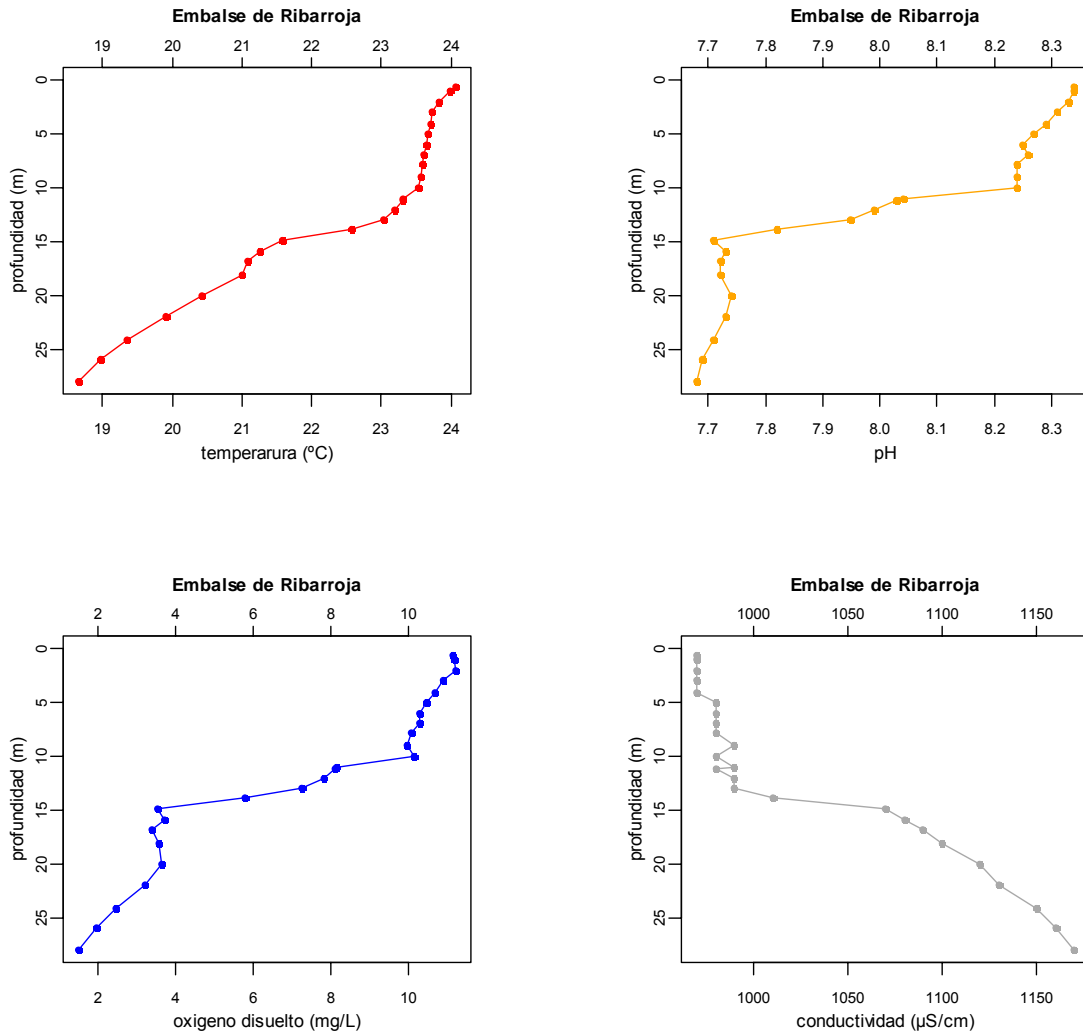 Embalse de Ribarroja
19 20 21 22 23 24
0
5
10
15
20
25
profundidad (m)
19 20 21 22 23 24
temperarura (ºC)
Embalse de Ribarroja
7.7 7.8 7.9 8.0 8.1 8.2 8.3
0
5
10
15
20
25
profundidad (m)
7.7 7.8 7.9 8.0 8.1 8.2 8.3
pH
Embalse de Ribarroja
2 4 6 8 10
0
5
10
15
20
25
profundidad (m)
2 4 6 8 10
oxigeno disuelto (mg/L)
Embalse de Ribarroja
1000 1050 1100 1150
0
5
10
15
20
25
profundidad (m)
1000 1050 1100 1150
conductividad (µS/cm)